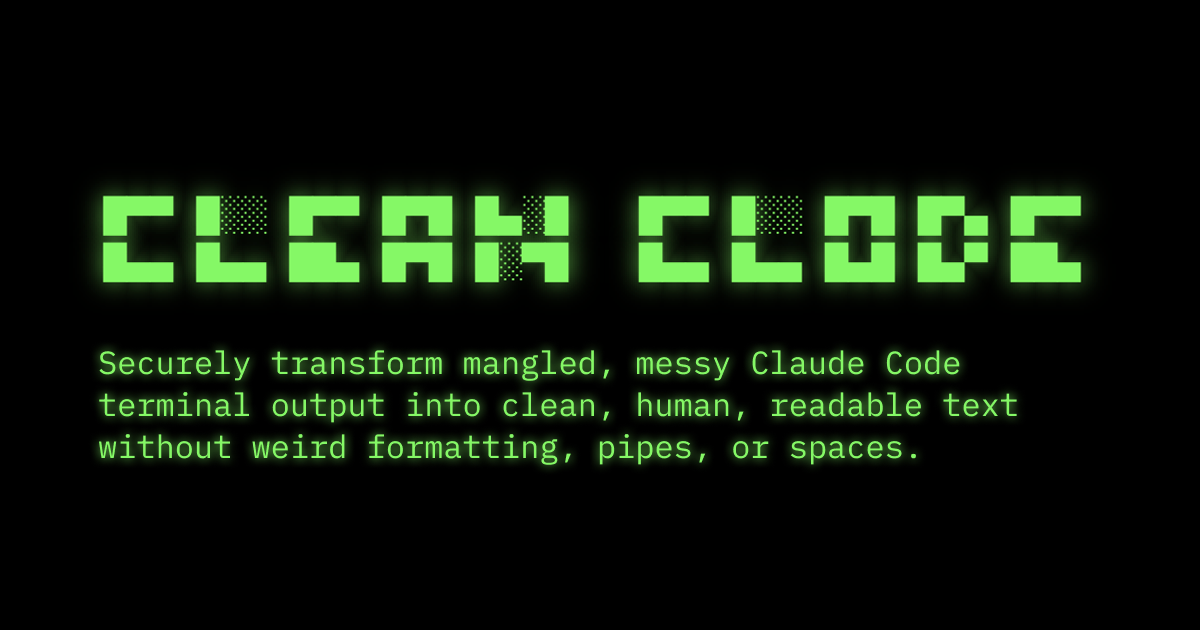 CLEAN CLODE
Securely transform mangled, messy Claude Code
terminal output into clean, human, readable text
without weird formatting, pipes, or spaces.